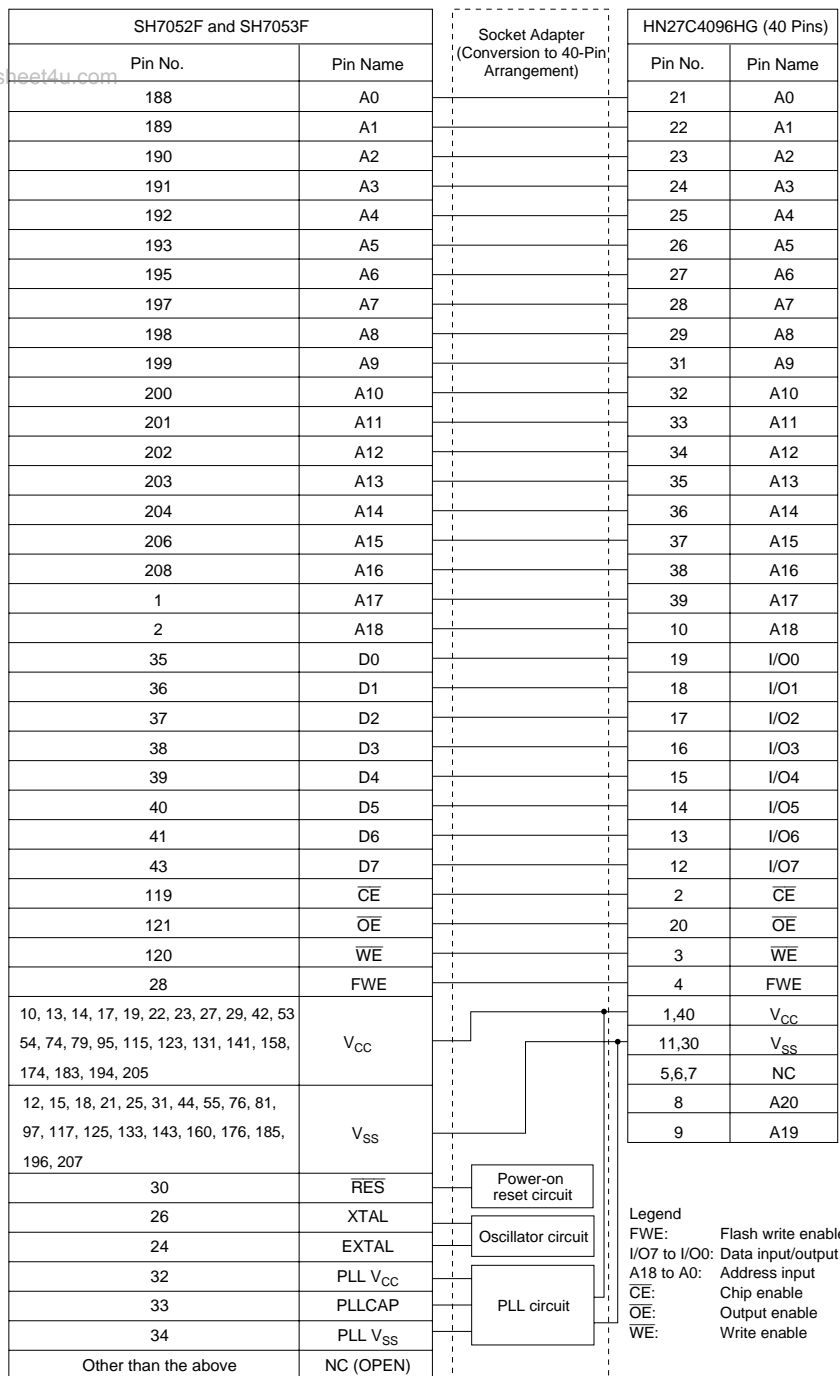 SH7052F and SH7053F
Socket Adapter
(Conversion to 40-Pin
Arrangement)
HN27C4096HG (40 Pins)
Pin No. Pin Name Pin No. Pin Name
sheet4u.com
188 A0 21 A0
189 A1 22 A1
190 A2 23 A2
191 A3 24 A3
192 A4 25 A4
193 A5 26 A5
195 A6 27 A6
197 A7 28 A7
198 A8 29 A8
199 A9 31 A9
200 A10 32 A10
201 A11 33 A11
202 A12 34 A12
203 A13 35 A13
204 A14 36 A14
206 A15 37 A15
208 A16 38 A16
1 A17 39 A17
2 A18 10 A18
35 D0 19 I/O0
36 D1 18 I/O1
37 D2 17 I/O2
38 D3 16 I/O3
39 D4 15 I/O4
40 D5 14 I/O5
41 D6 13 I/O6
43 D7 12 I/O7
119 CE 2 CE
121 OE 20 OE
120 WE 3 WE
28 FWE 4 FWE
10, 13, 14, 17, 19, 22, 23, 27, 29, 42, 53
54, 74, 79, 95, 115, 123, 131, 141, 158,
174, 183, 194, 205
VCC
1,40 VCC
11,30 VSS
5,6,7 NC
8 A20
9 A19
12, 15, 18, 21, 25, 31, 44, 55, 76, 81,
97, 117, 125, 133, 143, 160, 176, 185,
196, 207
VSS
30 RES
Power-on
reset circuit
26 XTAL
24 EXTAL
Oscillator circuit
32 PLL VCC
33 PLLCAP
34 PLL VSS
PLL circuit
Other than the above NC (OPEN)
Legend
FWE: Flash write enable
I/O7 to I/O0: Data input/output
A18 to A0: Address input
CE: Chip enable
OE: Output enable
WE: Write enable